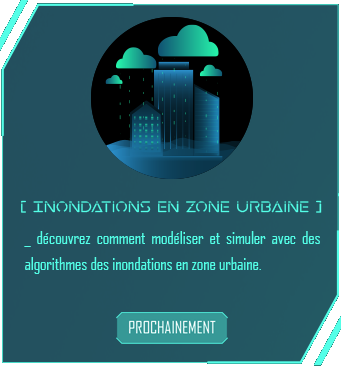 [ INONDATIONS EN ZONE URBAINE ]
_ découvrez comment modéliser et simuler avec des
algorithmes des inondations en zone urbaine.
PROCHAINEMENT